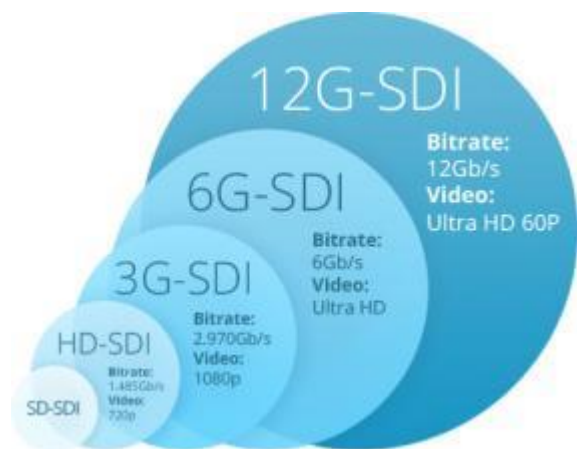 12G-SDI
Bitrate:
12Gb/s
Video:
Ultra HD 60P
6G-SDI
Bitrate:
6Gb/s
Video:
Ultra HD
3G-SDI
Bitrate:
2.970Gb/s
Video:
1080p
HD-SDI
Bitrate:
1.485Gb/s
Video:
720p
SD-SDI